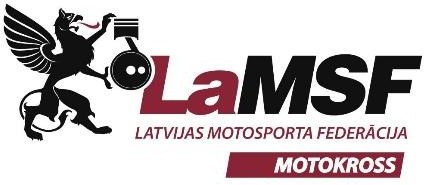 LaMSF
LATVIJAS MOTOSPORTA FEDERĀCIJA
MOTOKROSS